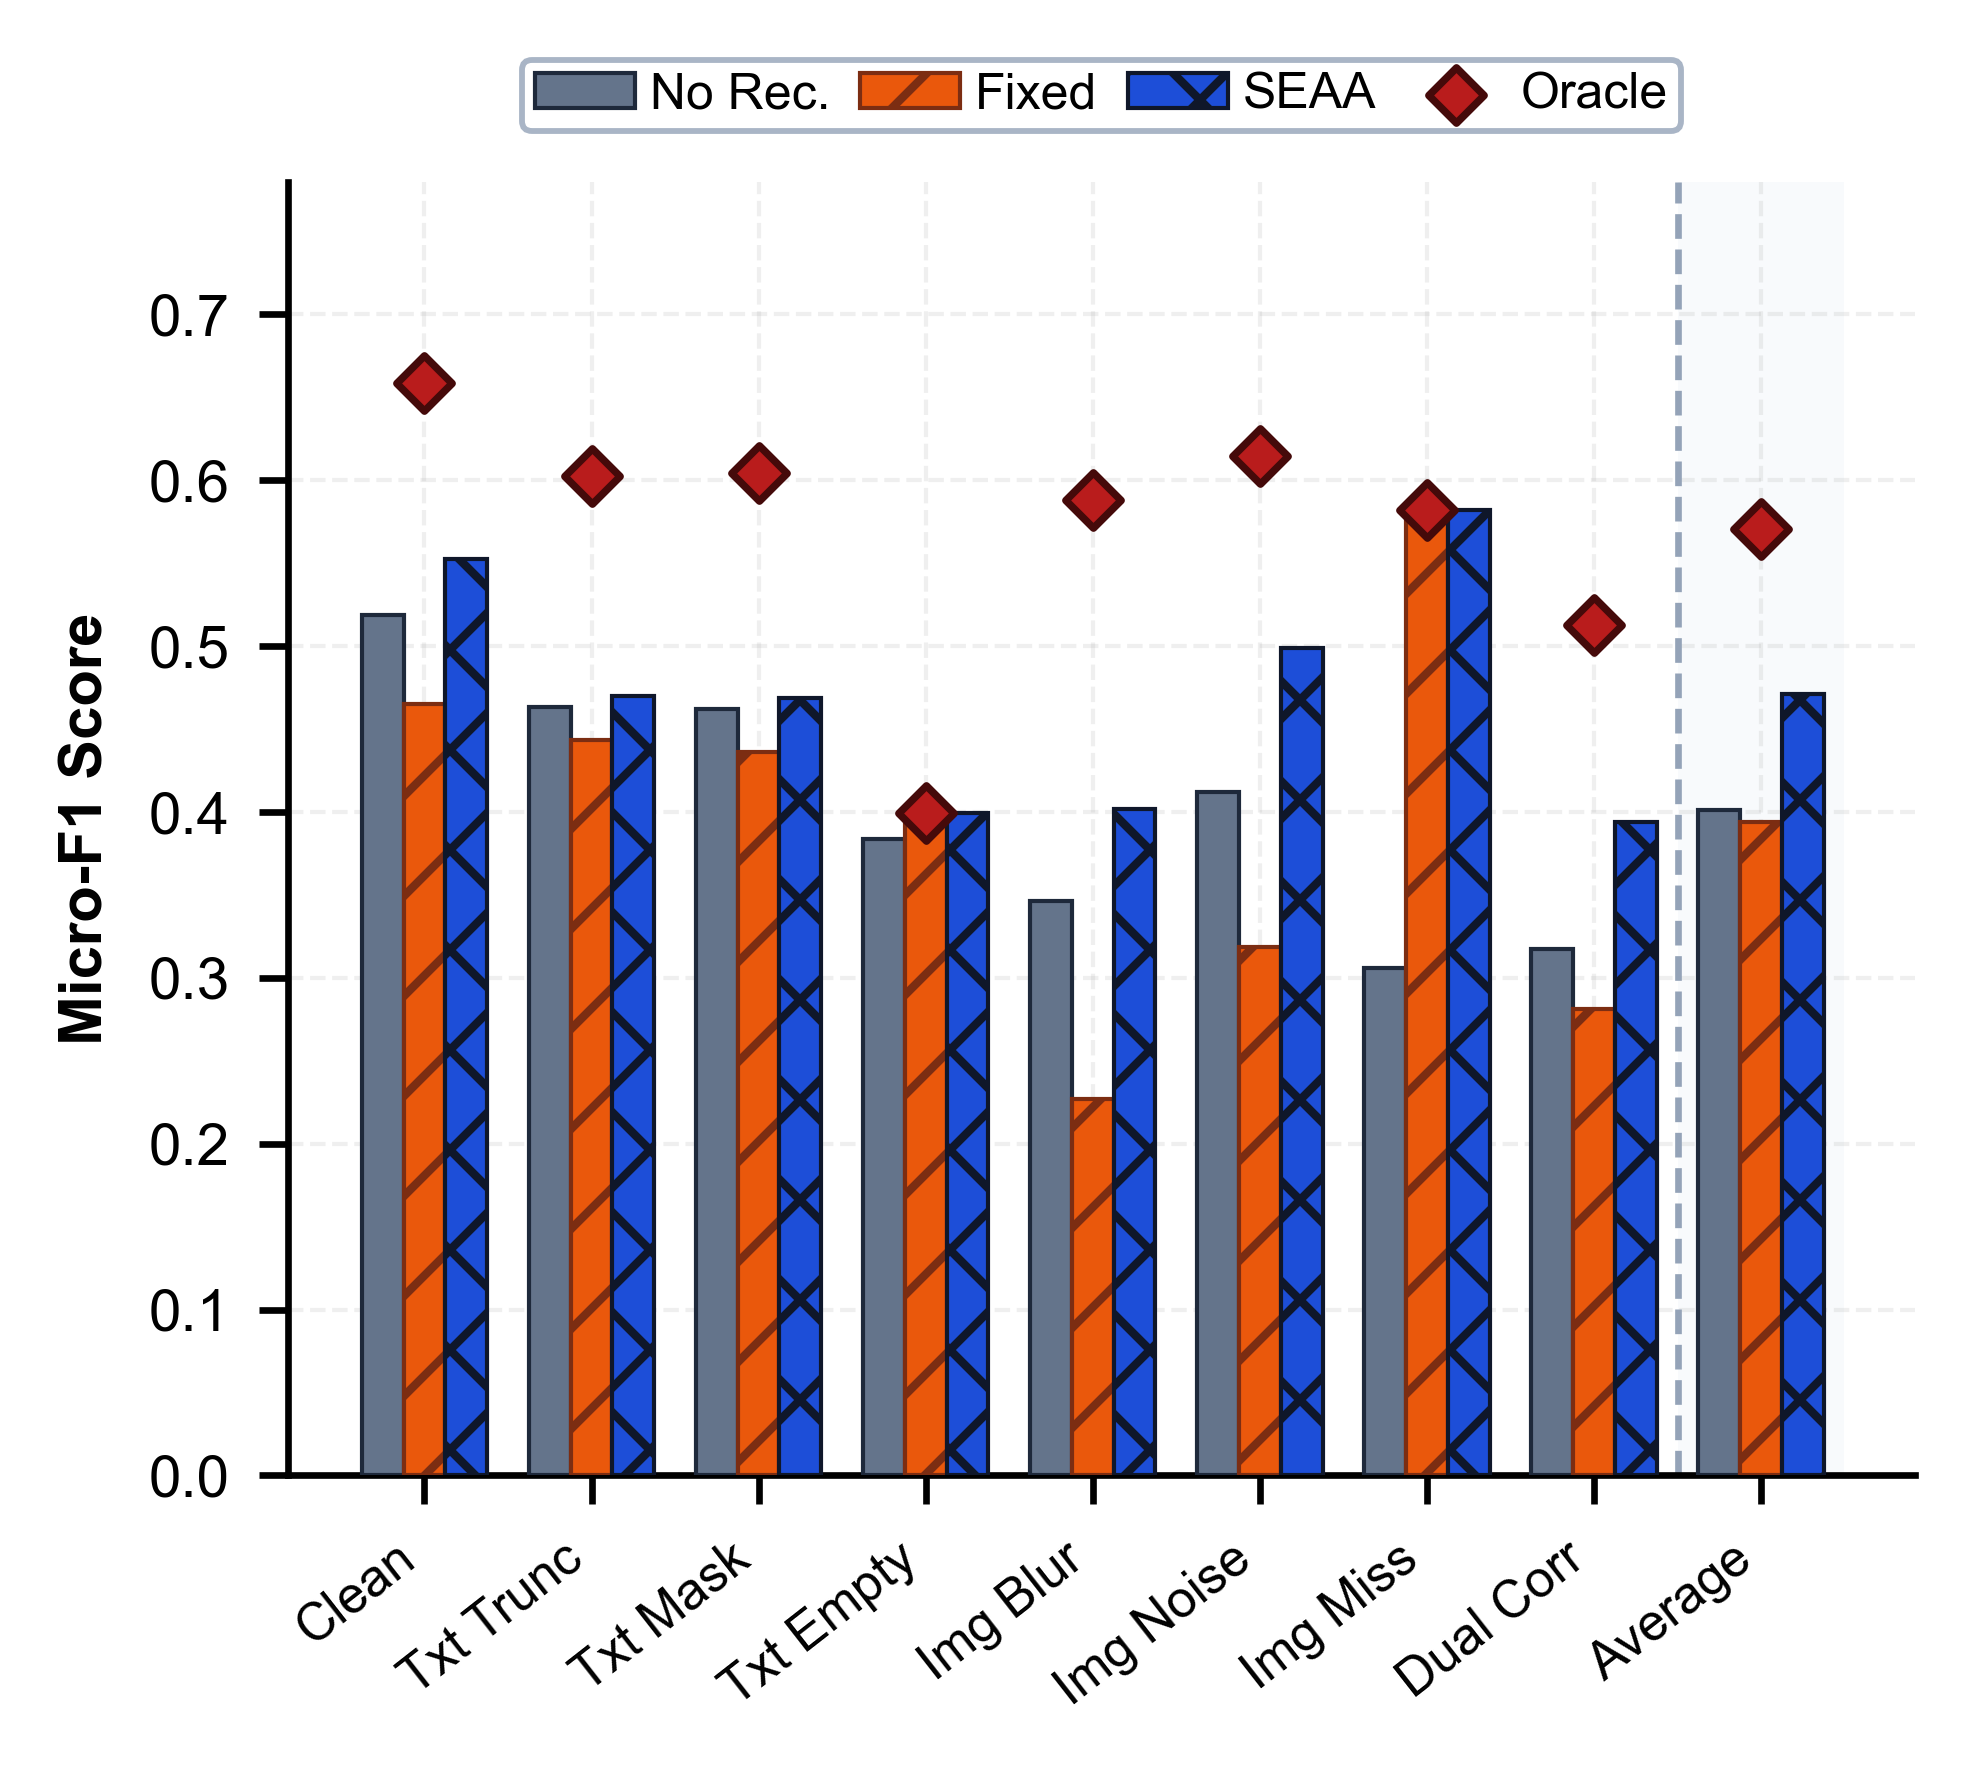 No Rec. Fixed SEAA Oracle
Micro-F1 Score
0.7
0.6
0.5
0.4
0.3
0.2
0.1
0.0
Clean
Txt Trunc
Txt Mask
Txt Empty
Img Blur
Img Noise
Img Miss
Dual Corr
Average